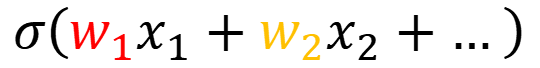 σ(w₁x₁ + w₂x₂ + ... )